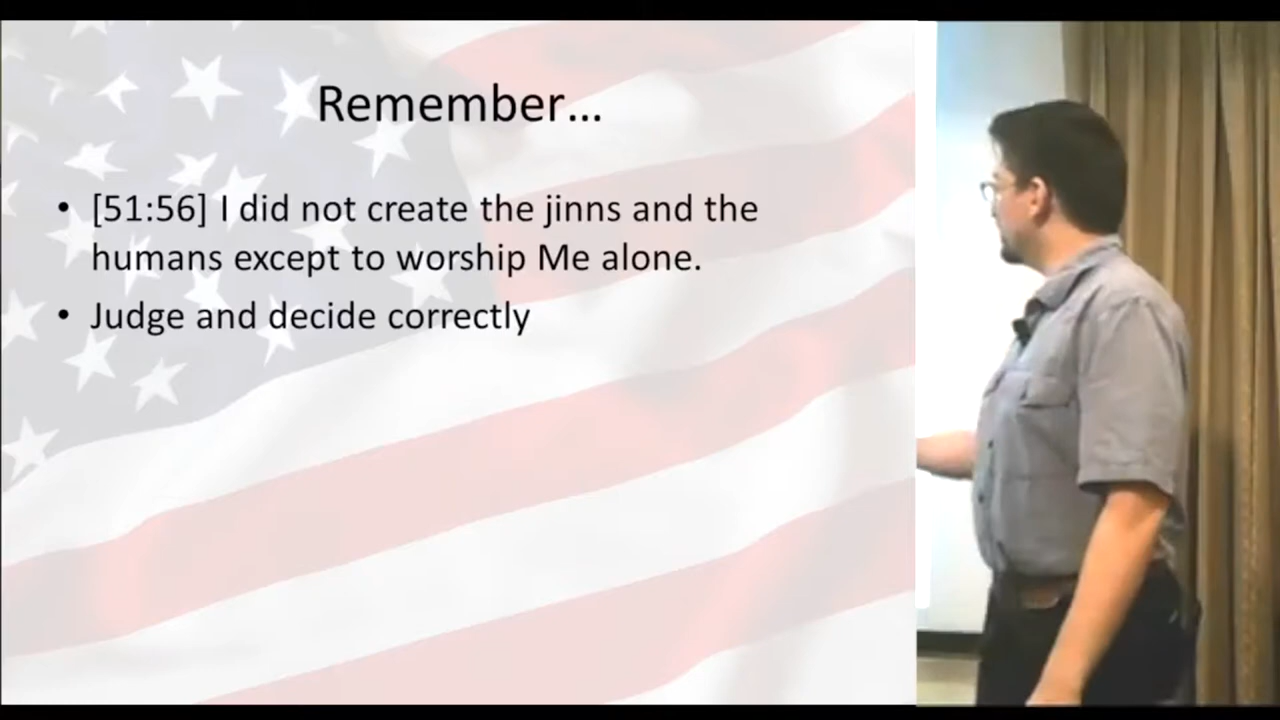 Remember...
• [51:56] I did not create the jinns and the
humans except to worship Me alone.
• Judge and decide correctly